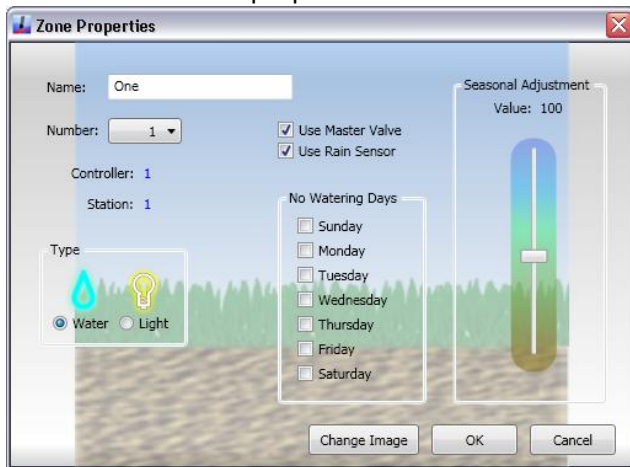 Zone Properties
Name: One
Number: 1
Controller: 1
Station: 1
Type
Water Light
Use Master Valve
Use Rain Sensor
No Watering Days
Sunday
Monday
Tuesday
Wednesday
Thursday
Friday
Saturday
Seasonal Adjustment
Value: 100
Change Image OK Cancel